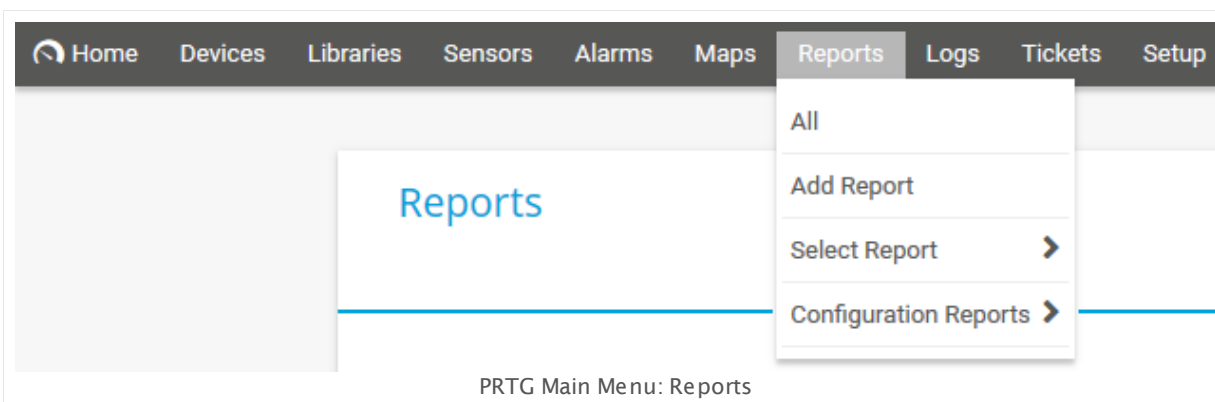 Home Devices Libraries Sensors Alarms Maps Reports Logs Tickets Setup
All
Reports
Add Report
Select Report
Configuration Reports
PRTG Main Menu: Reports